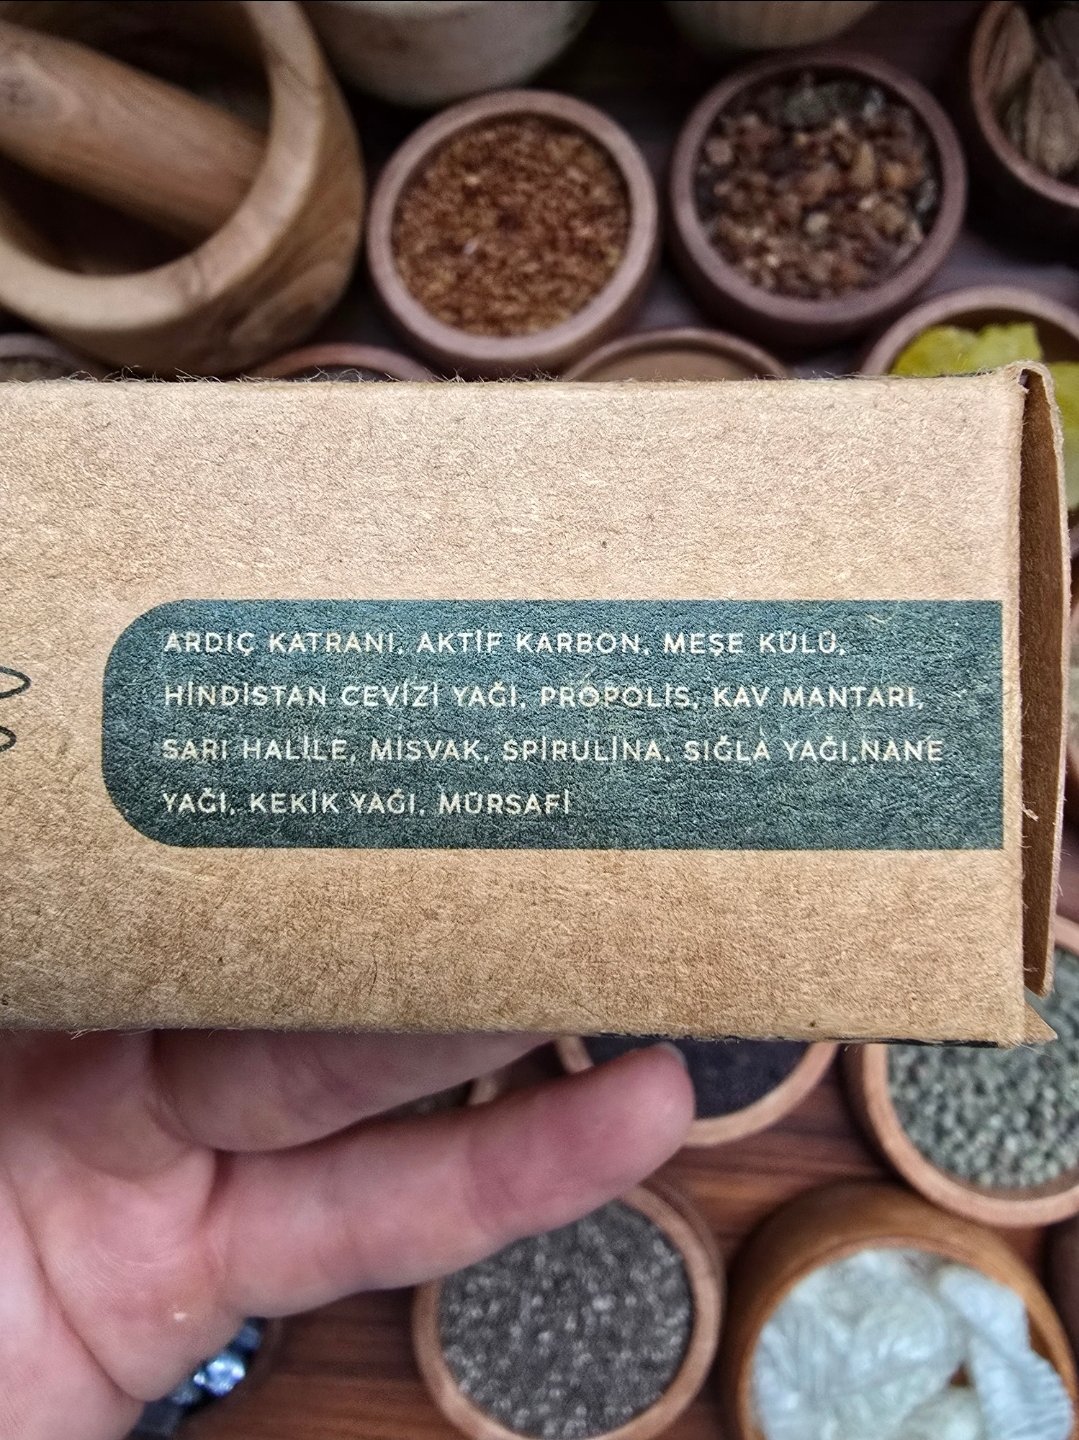 ARDIÇ KATRANI, AKTİF KARBON, MEŞE KÜLÜ,
HİNDİSTAN CEVİZİ YAĞI, PROPOLİS, KAV MANTARI,
SARI HALİLE, MİSVAK, SPİRULİNA, SIĞLA YAĞI,NANE
YAĞI, KEKİK YAĞI, MÜRSAFİ